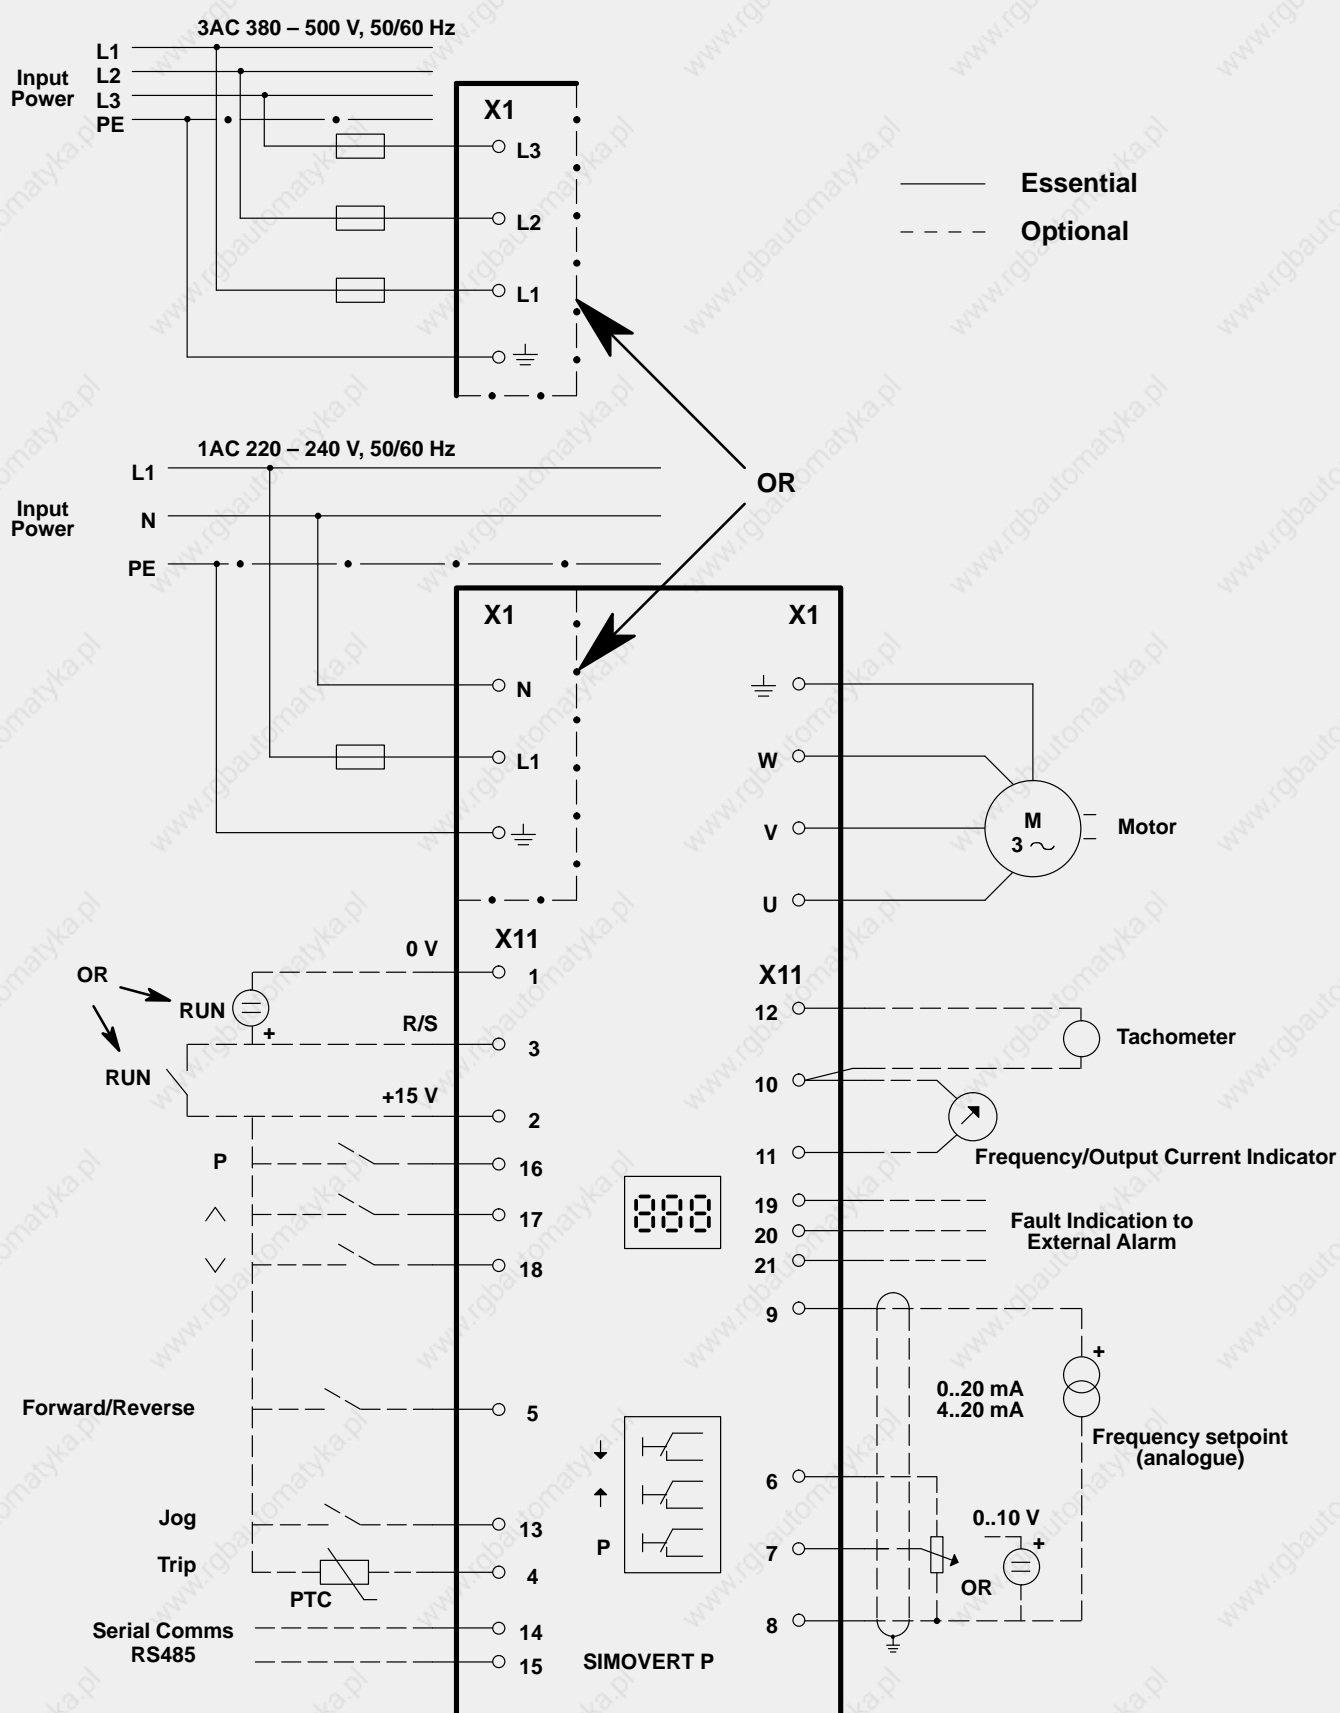 3AC 380 – 500 V, 50/60 Hz
L1
L2
L3
PE
Input
Power
X1
L3
L2
L1
Essential
Optional
OR
1AC 220 – 240 V, 50/60 Hz
L1
N
PE
Input
Power
X1
N
L1
X1
W
V
U
M
3
Motor
X11
0 V
1
OR
RUN
+
R/S
3
RUN
+15 V
2
P
16
17
18
Forward/Reverse
5
Jog
13
Trip
PTC
4
Serial Comms
RS485
14
15
888
P
SIMOVERT P
X11
12
Tachometer
10
11
Frequency/Output Current Indicator
19
20
21
Fault Indication to
External Alarm
9
0..20 mA
4..20 mA
+
Frequency setpoint
(analogue)
6
0..10 V
+
7
OR
8
www.rgbautomatyka.pl